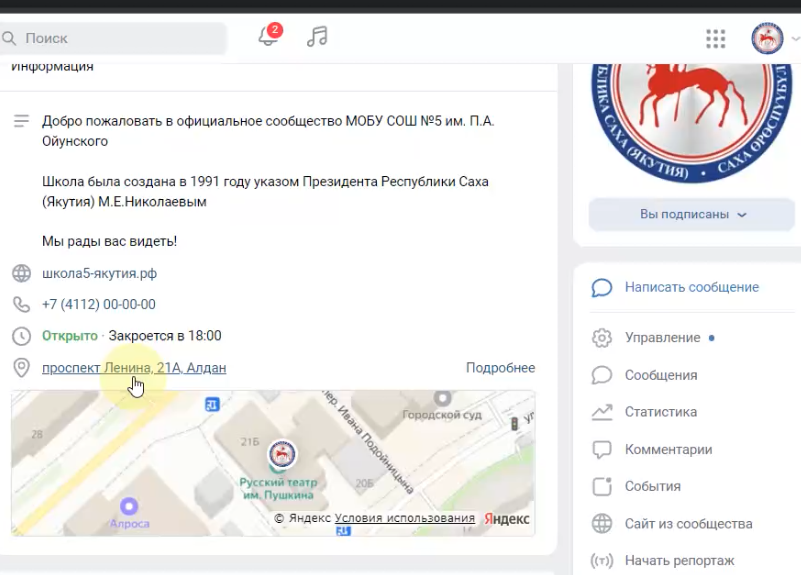 Поиск
2
Информация
Добро пожаловать в официальное сообщество МОБУ СОШ №5 им. П.А.
Ойунского
Школа была создана в 1991 году указом Президента Республики Саха
(Якутия) М.Е.Николаевым
Мы рады вас видеть!
школа5-якутия.рф
+7 (4112) 00-00-00
Открыто · Закроется в 18:00
проспект Ленина, 21А, Алдан
Подробнее
пер. Ивана Подойницына
Городской суд
ул
2В
21Б
Русский театр
им. Пушкина
20Б
Алроса
© Яндекс Условия использования Яндекс
САХА (ЯКУТИЯ) • САХА ӨРӨСПҮҮБҮЛ
Вы подписаны
Написать сообщение
Управление
Сообщения
Статистика
Комментарии
События
Сайт из сообщества
Начать репортаж